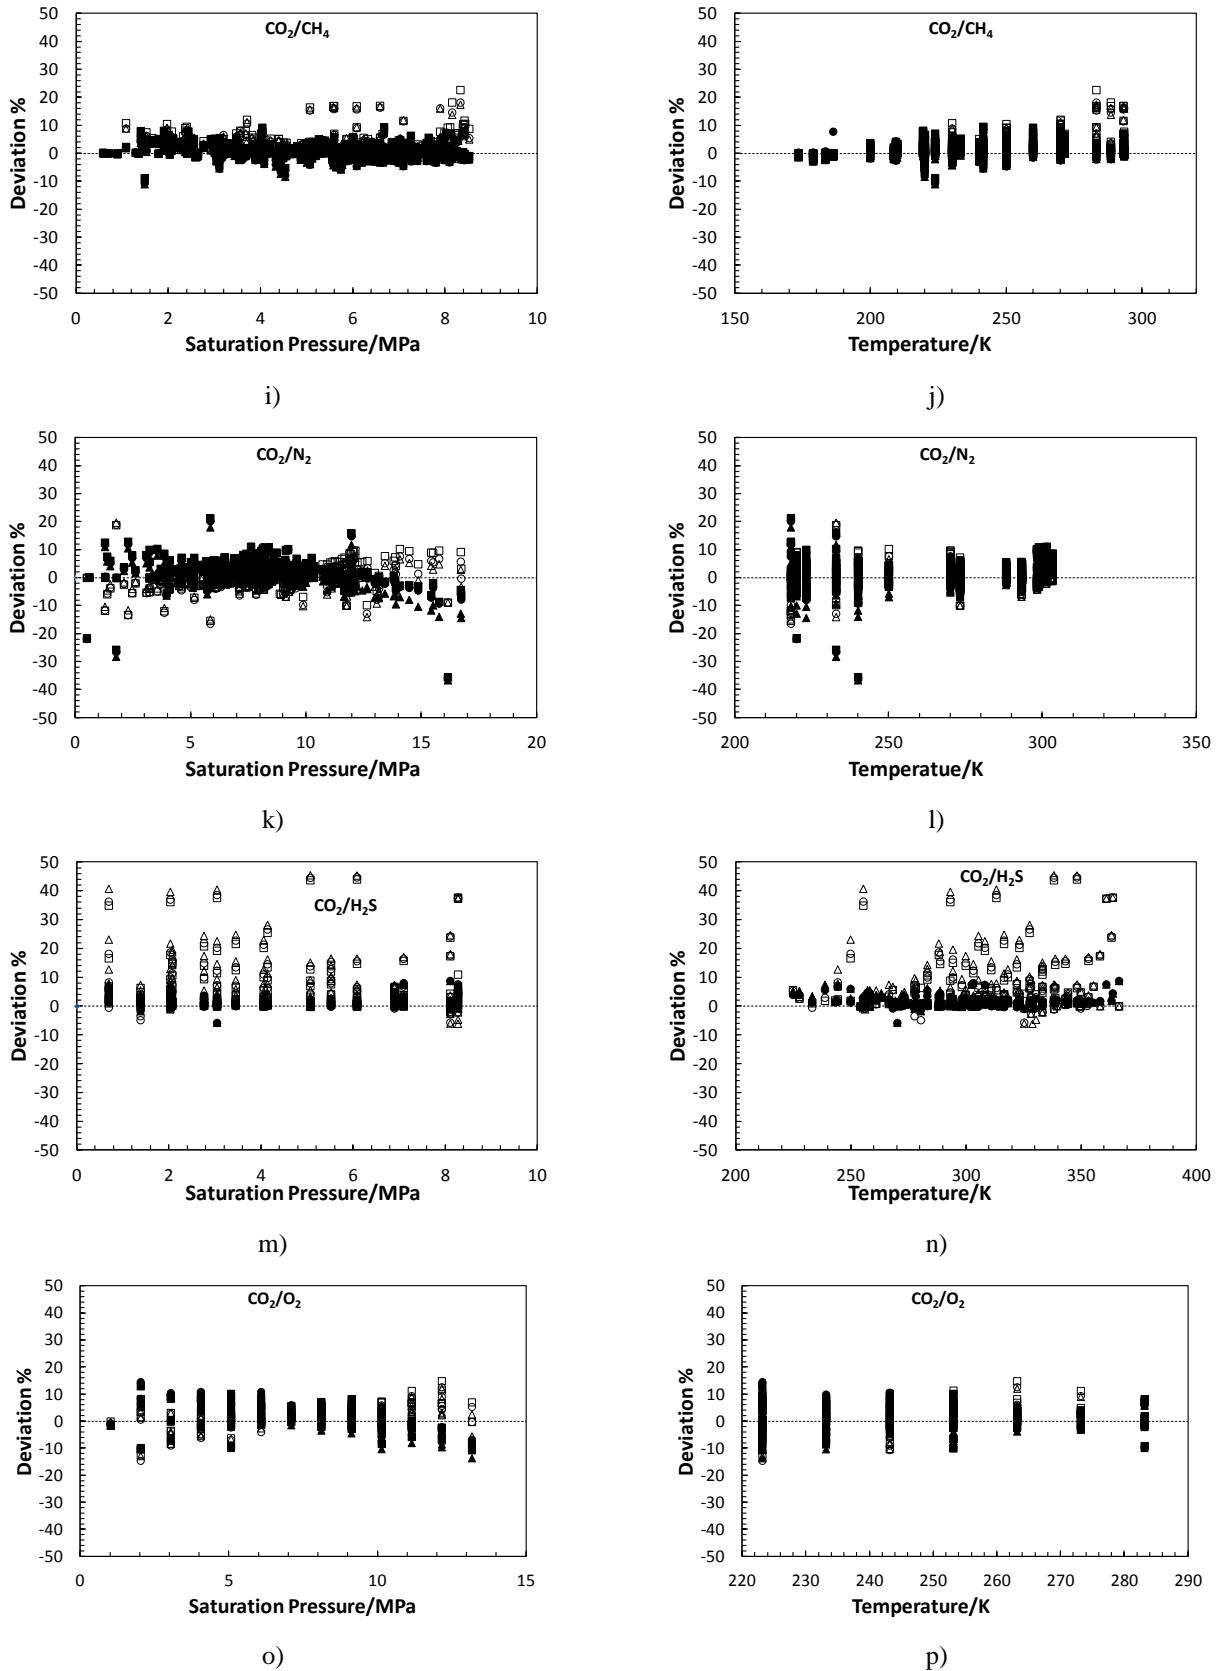 50
40
30
20
10
0
-10
-20
-30
-40
-50
Deviation %
CO₂/CH₄
0 2 4 6 8 10
Saturation Pressure/MPa
i)
50
40
30
20
10
0
-10
-20
-30
-40
-50
Deviation %
CO₂/CH₄
150 200 250 300
Temperature/K
j)
50
40
30
20
10
0
-10
-20
-30
-40
-50
Deviation %
CO₂/N₂
0 5 10 15 20
Saturation Pressure/MPa
k)
50
40
30
20
10
0
-10
-20
-30
-40
-50
Deviation %
CO₂/N₂
200 250 300 350
Temperatue/K
l)
50
40
30
20
10
0
-10
-20
-30
-40
-50
Deviation %
CO₂/H₂S
0 2 4 6 8 10
Saturation Pressure/MPa
m)
50
40
30
20
10
0
-10
-20
-30
-40
-50
Deviation %
CO₂/H₂S
200 250 300 350 400
Temperature/K
n)
50
40
30
20
10
0
-10
-20
-30
-40
-50
Deviation %
CO₂/O₂
0 5 10 15
Saturation Pressure/MPa
o)
50
40
30
20
10
0
-10
-20
-30
-40
-50
Deviation %
CO₂/O₂
220 230 240 250 260 270 280 290
Temperature/K
p)